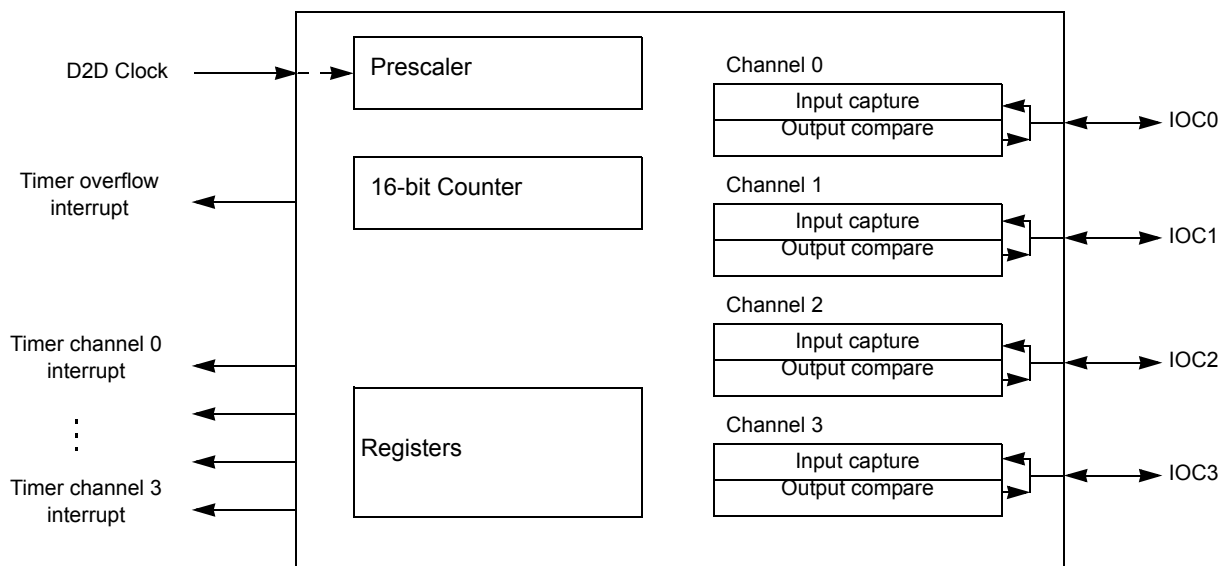 D2D Clock
Prescaler
Timer overflow
interrupt
16-bit Counter
Timer channel 0
interrupt
Timer channel 3
interrupt
Registers
Channel 0
Input capture
Output compare
IOC0
Channel 1
Input capture
Output compare
IOC1
Channel 2
Input capture
Output compare
IOC2
Channel 3
Input capture
Output compare
IOC3